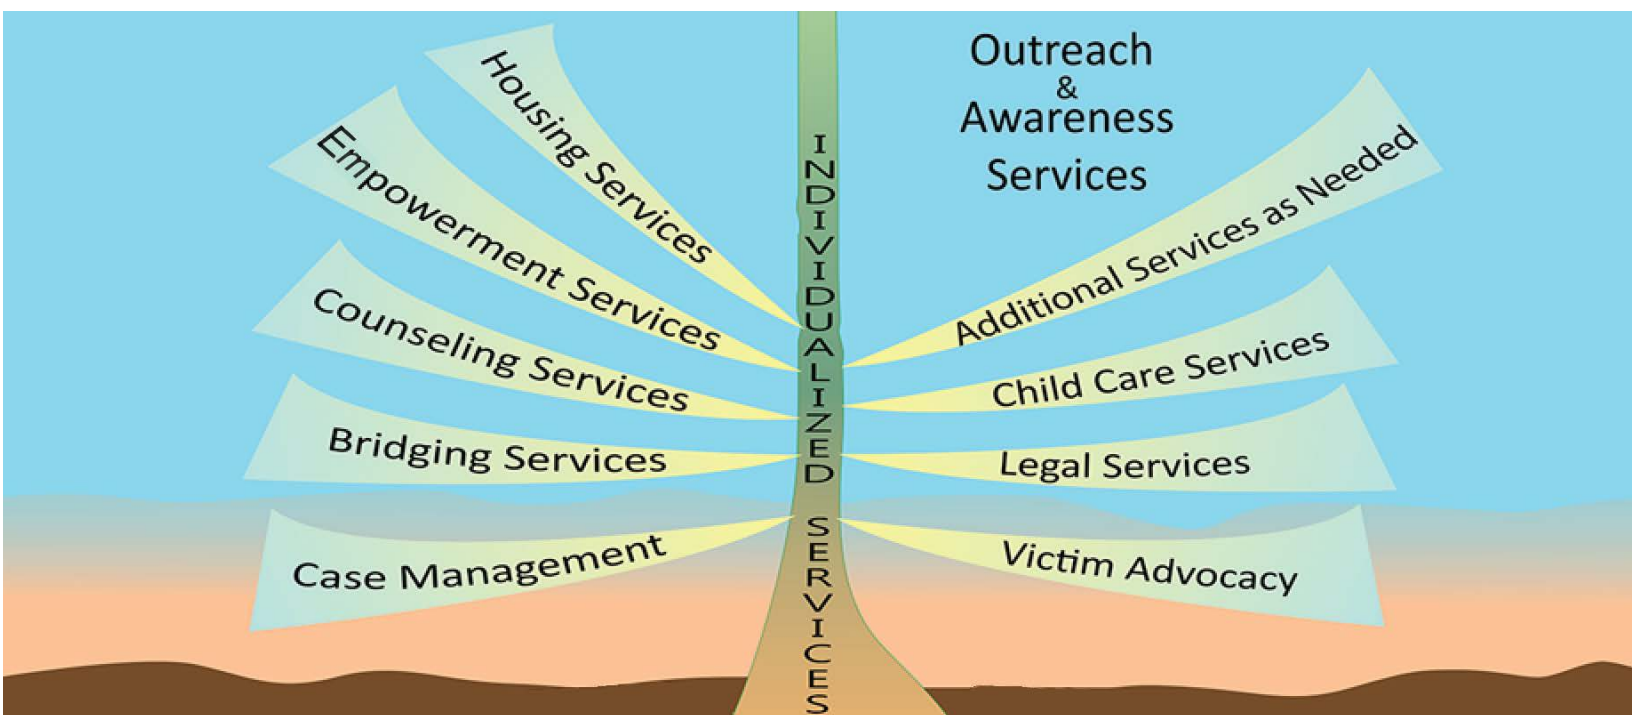 Outreach
&
Awareness
Services
Housing Services
Empowerment Services
Counseling Services
Bridging Services
Case Management
INDIVIDUALIZED SERVICES
Additional Services as Needed
Child Care Services
Legal Services
Victim Advocacy